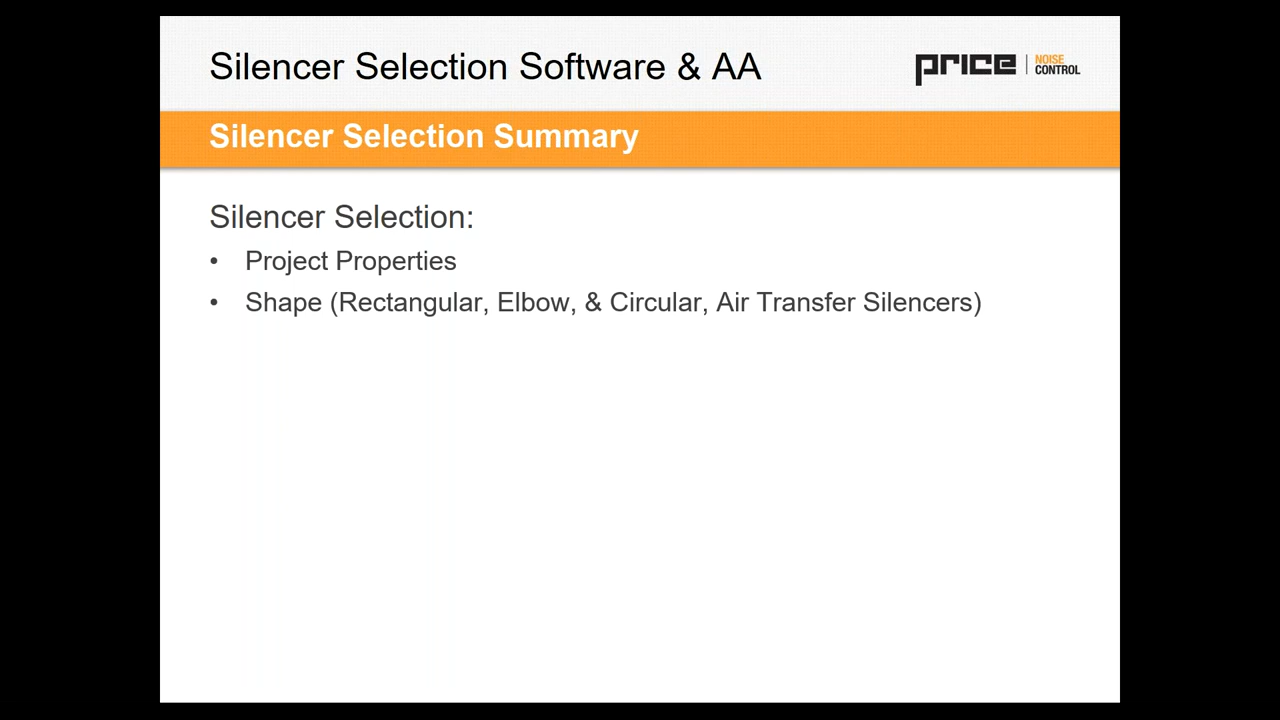 Silencer Selection Software & AA
price | NOISE CONTROL
Silencer Selection Summary
Silencer Selection:
• Project Properties
• Shape (Rectangular, Elbow, & Circular, Air Transfer Silencers)